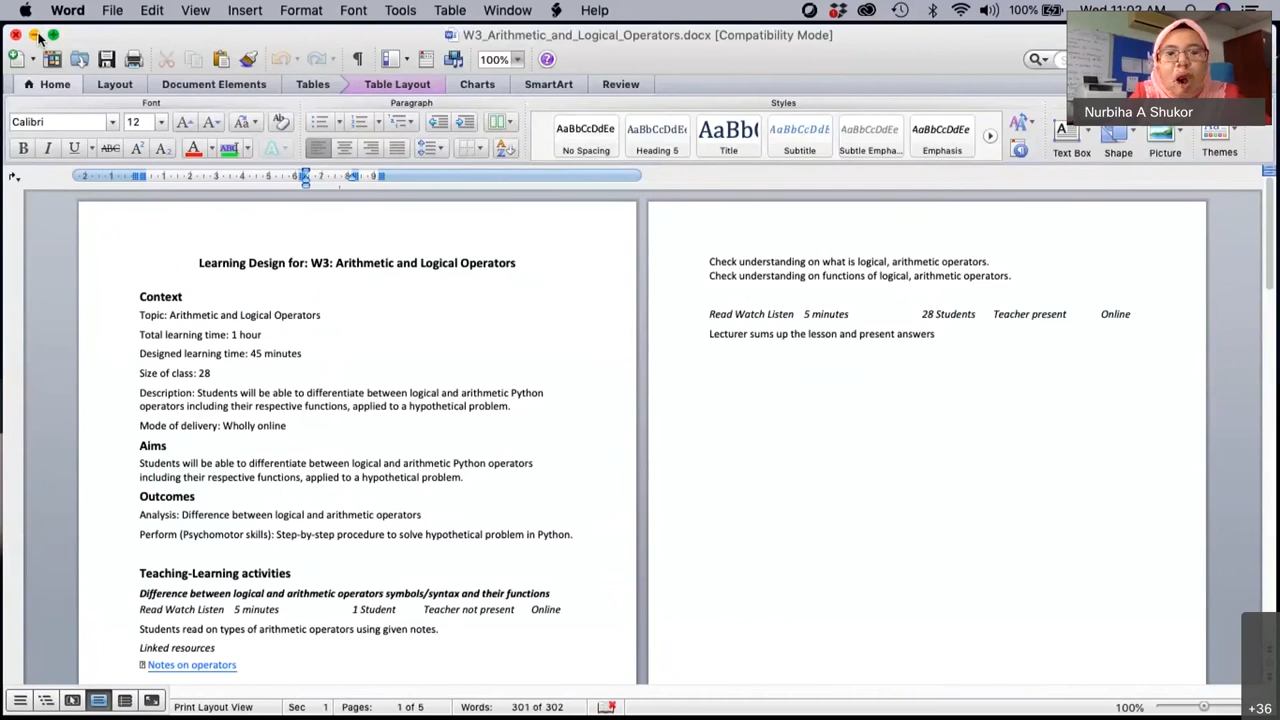 Word File Edit View Insert Format Font Tools Table Window Help 100% Wed 11:02 AM
W3_Arithmetic_and_Logical_Operators.docx [Compatibility Mode]
100%
Home Layout Document Elements Tables Table Layout Charts SmartArt Review
Nurbiha A Shukor
Font Paragraph Styles
Calibri 12
AaBbCcDdEe AaBbCcDdEe AaBb( AaBbCcDdE AaBbCcDdEe AaBbCcDdEe
No Spacing Heading 5 Title Subtitle Subtle Empha... Emphasis Text Box Shape Picture Themes
Learning Design for: W3: Arithmetic and Logical Operators
Context
Topic: Arithmetic and Logical Operators
Total learning time: 1 hour
Designed learning time: 45 minutes
Size of class: 28
Description: Students will be able to differentiate between logical and arithmetic Python
operators including their respective functions, applied to a hypothetical problem.
Mode of delivery: Wholly online
Aims
Students will be able to differentiate between logical and arithmetic Python operators
including their respective functions, applied to a hypothetical problem.
Outcomes
Analysis: Difference between logical and arithmetic operators
Perform (Psychomotor skills): Step-by-step procedure to solve hypothetical problem in Python.
Teaching-Learning activities
Difference between logical and arithmetic operators symbols/syntax and their functions
Read Watch Listen 5 minutes 1 Student Teacher not present Online
Students read on types of arithmetic operators using given notes.
Linked resources
Notes on operators
Check understanding on what is logical, arithmetic operators.
Check understanding on functions of logical, arithmetic operators.
Read Watch Listen 5 minutes 28 Students Teacher present Online
Lecturer sums up the lesson and present answers
Print Layout View Sec 1 Pages: 1 of 5 Words: 301 of 302 100%
+36